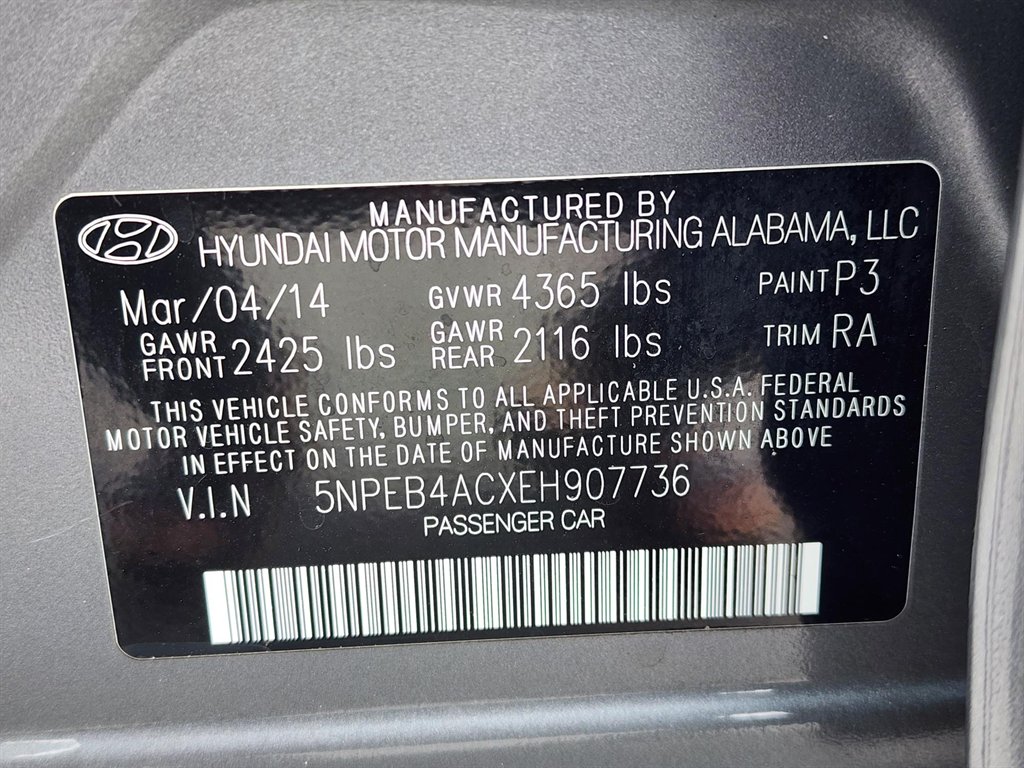 MANUFACTURED BY
HYUNDAI MOTOR MANUFACTURING ALABAMA, LLC
Mar/04/14 GVWR 4365 lbs PAINT P3
GAWR FRONT 2425 lbs GAWR REAR 2116 lbs TRIM RA
THIS VEHICLE CONFORMS TO ALL APPLICABLE U.S.A. FEDERAL
MOTOR VEHICLE SAFETY, BUMPER, AND THEFT PREVENTION STANDARDS
IN EFFECT ON THE DATE OF MANUFACTURE SHOWN ABOVE
V.I.N 5NPEB4ACXEH907736
PASSENGER CAR